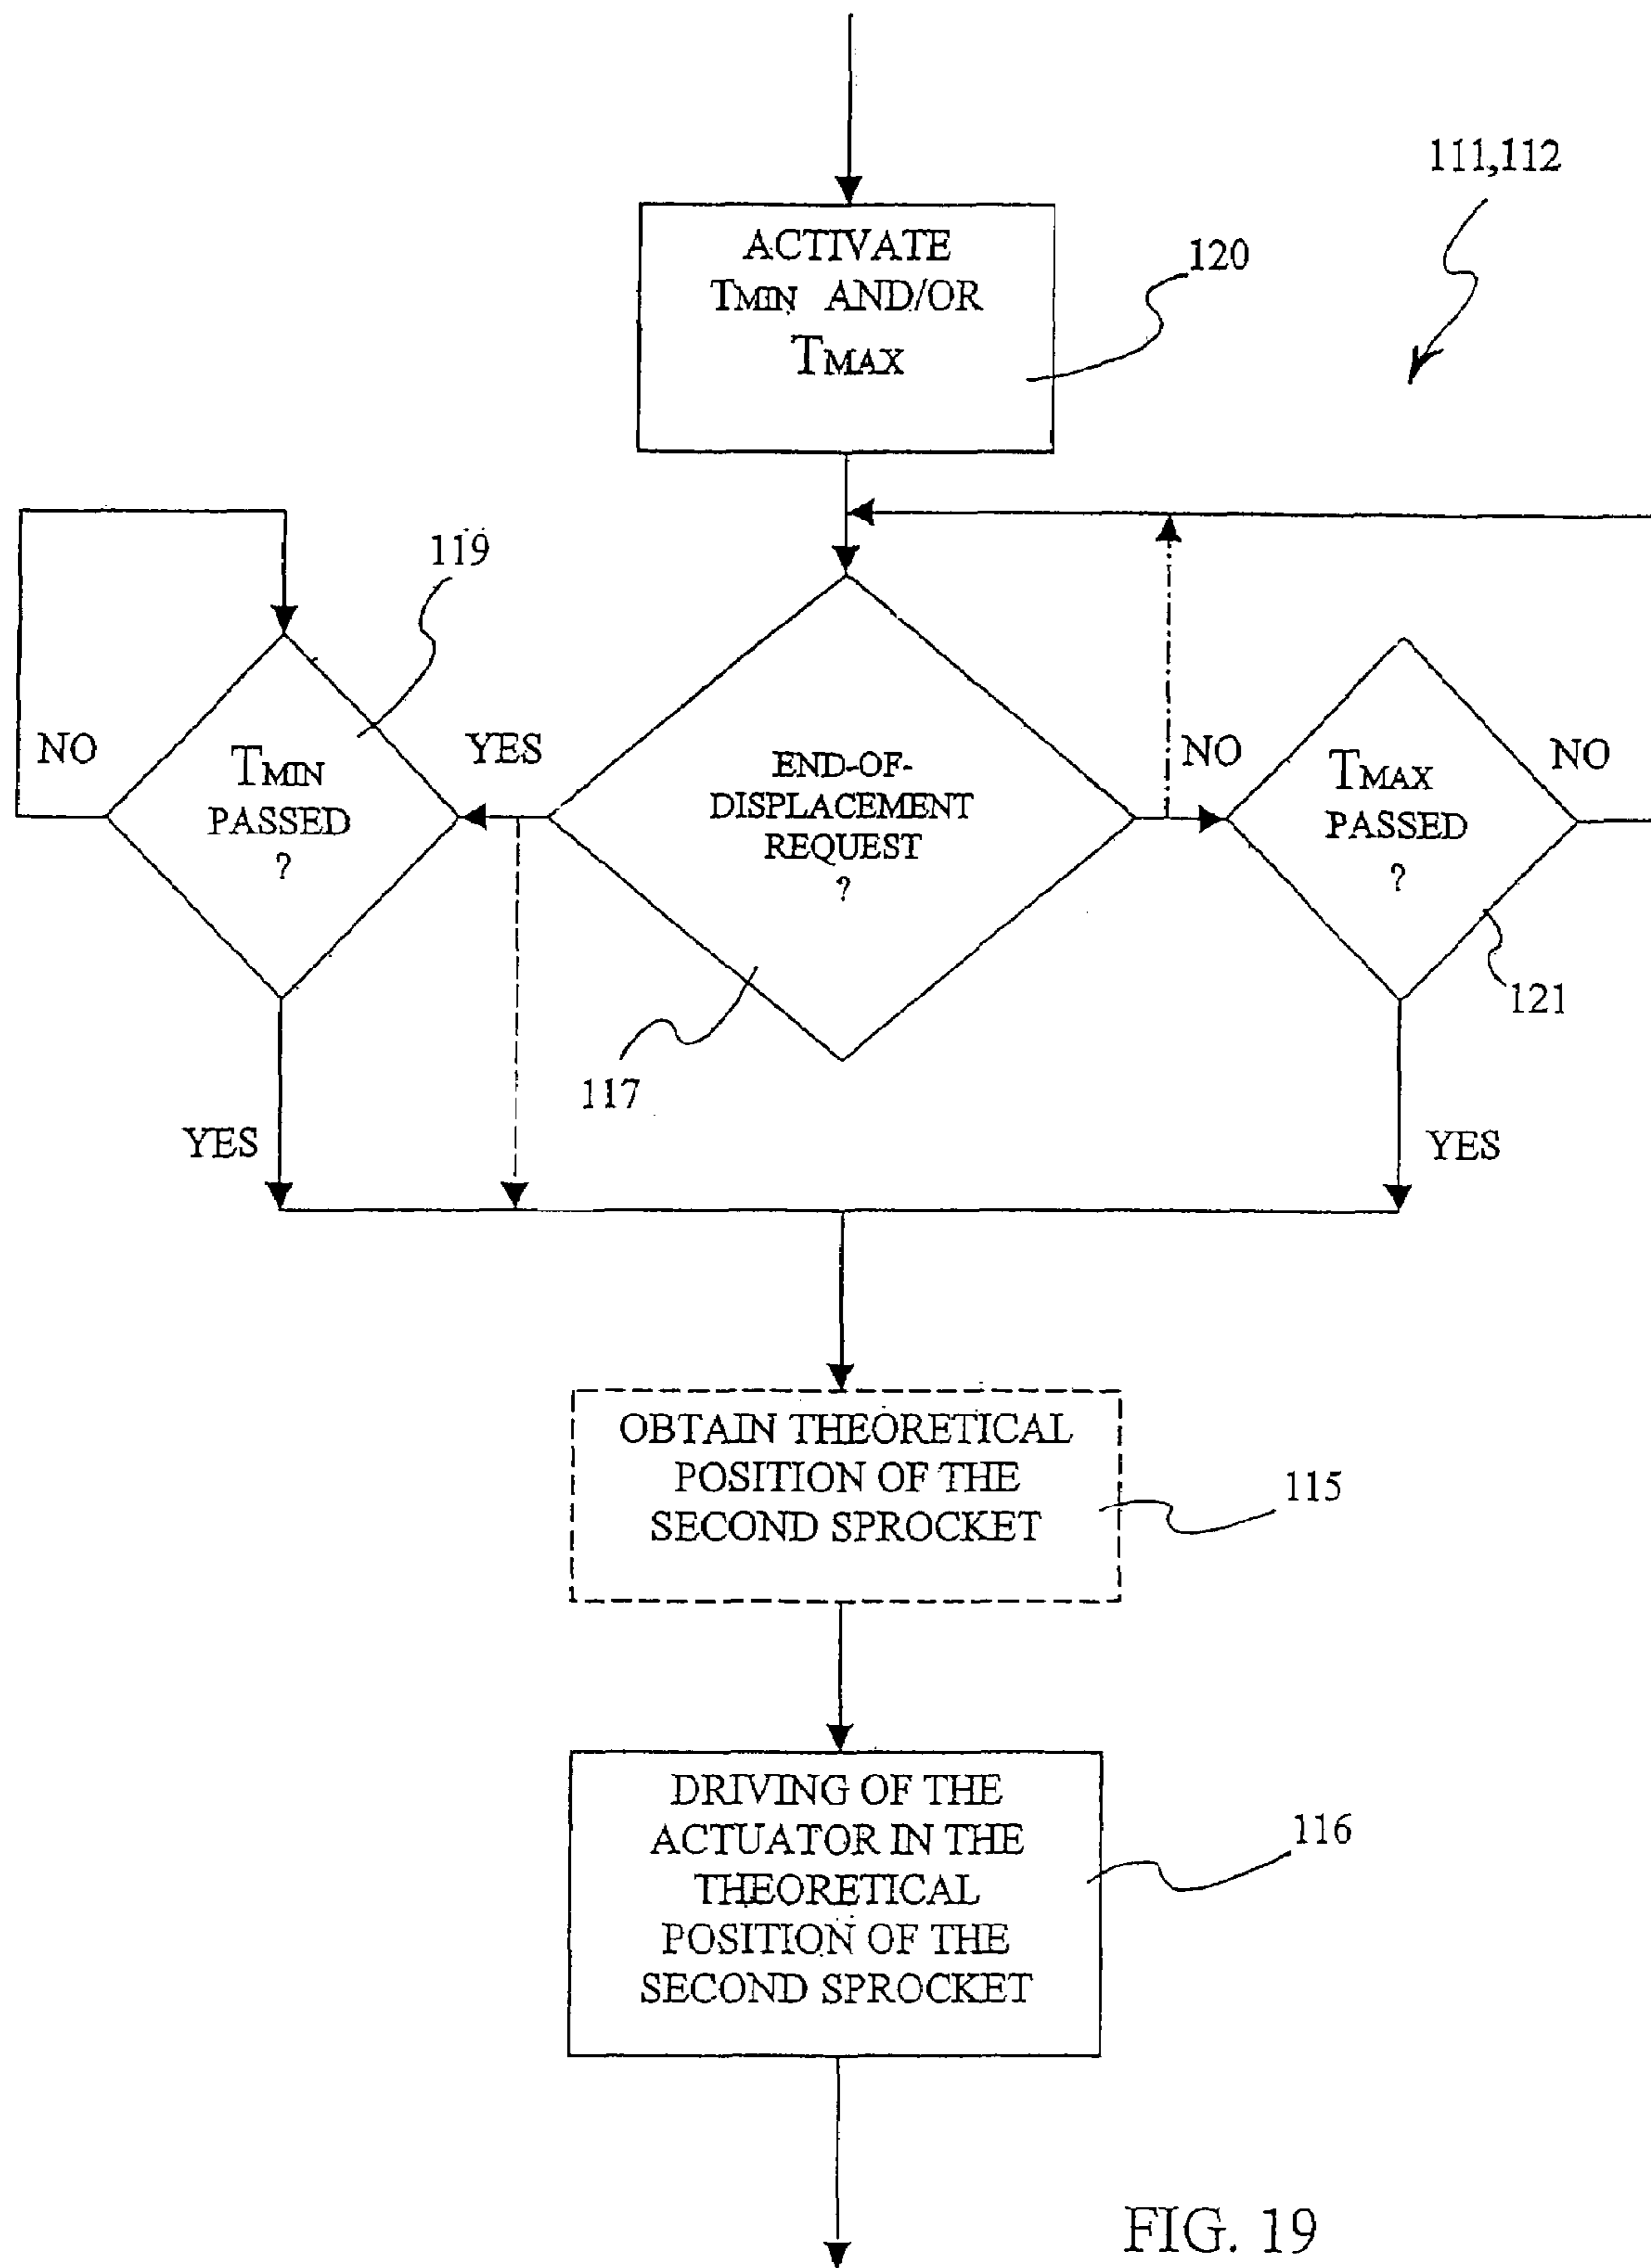 111,112
ACTIVATE
TMIN AND/OR
TMAX
120
119
NO
TMIN
PASSED
?
YES
END-OF-
DISPLACEMENT
REQUEST
?
NO
TMAX
PASSED
?
NO
121
117
YES
YES
OBTAIN THEORETICAL
POSITION OF THE
SECOND SPROCKET
115
DRIVING OF THE
ACTUATOR IN THE
THEORETICAL
POSITION OF THE
SECOND SPROCKET
116
FIG. 19